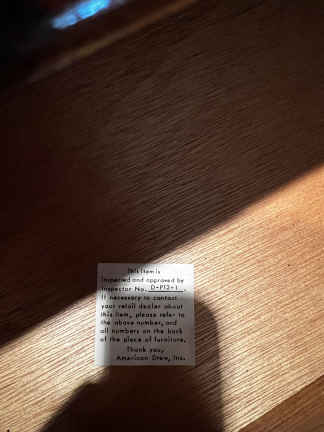 This Item is
inspected and approved by
Inspector No. D-P13-1.
If necessary to contact
your retail dealer about
this item, please refer to
the above number, and
all numbers on the back
of the piece of furniture.
Thank you,
American Drew, Inc.